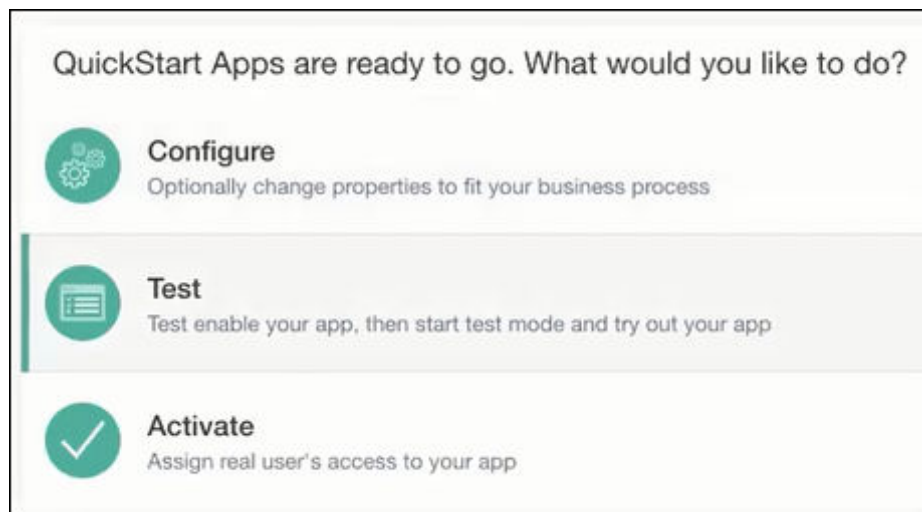 QuickStart Apps are ready to go. What would you like to do?
Configure
Optionally change properties to fit your business process
Test
Test enable your app, then start test mode and try out your app
Activate
Assign real user's access to your app